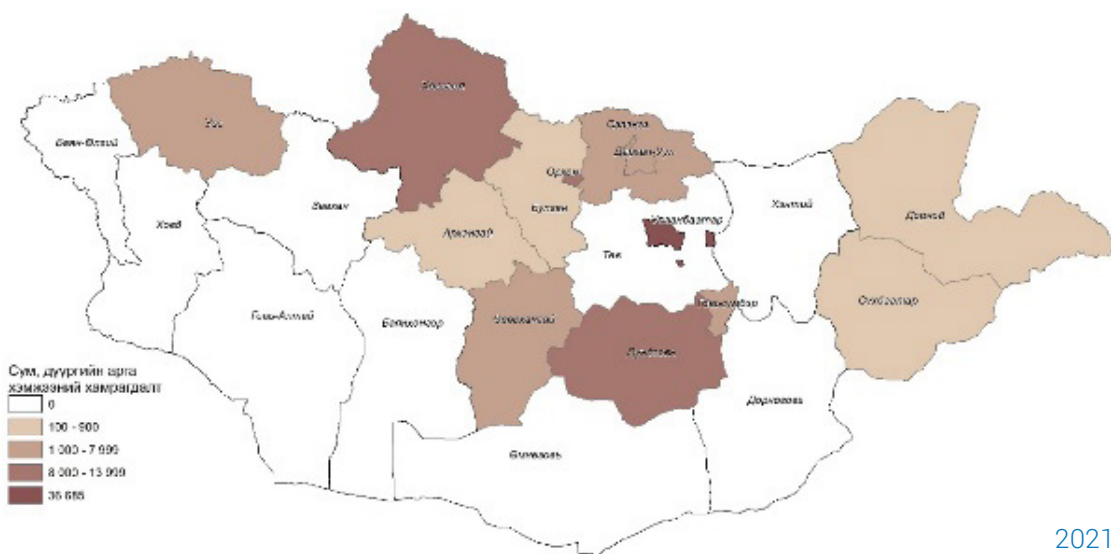 Хөвсгөл
Увс
Баян-Өлгий
Сэлэнгэ
Дархан-Уул
Орхон
Булган
Завхан
Ховд
Архангай
Улаанбаатар
Хэнтий
Дорнод
Төв
Говь-Алтай
Баянхонгор
Өвөрхангай
Говьсүмбэр
Сүхбаатар
Дундговь
Дорноговь
Өмнөговь
Сум, дүүргийн арга
хэмжээний хамрагдалт
0
100 - 900
1 000 - 7 999
8 000 - 13 999
36 685
2021